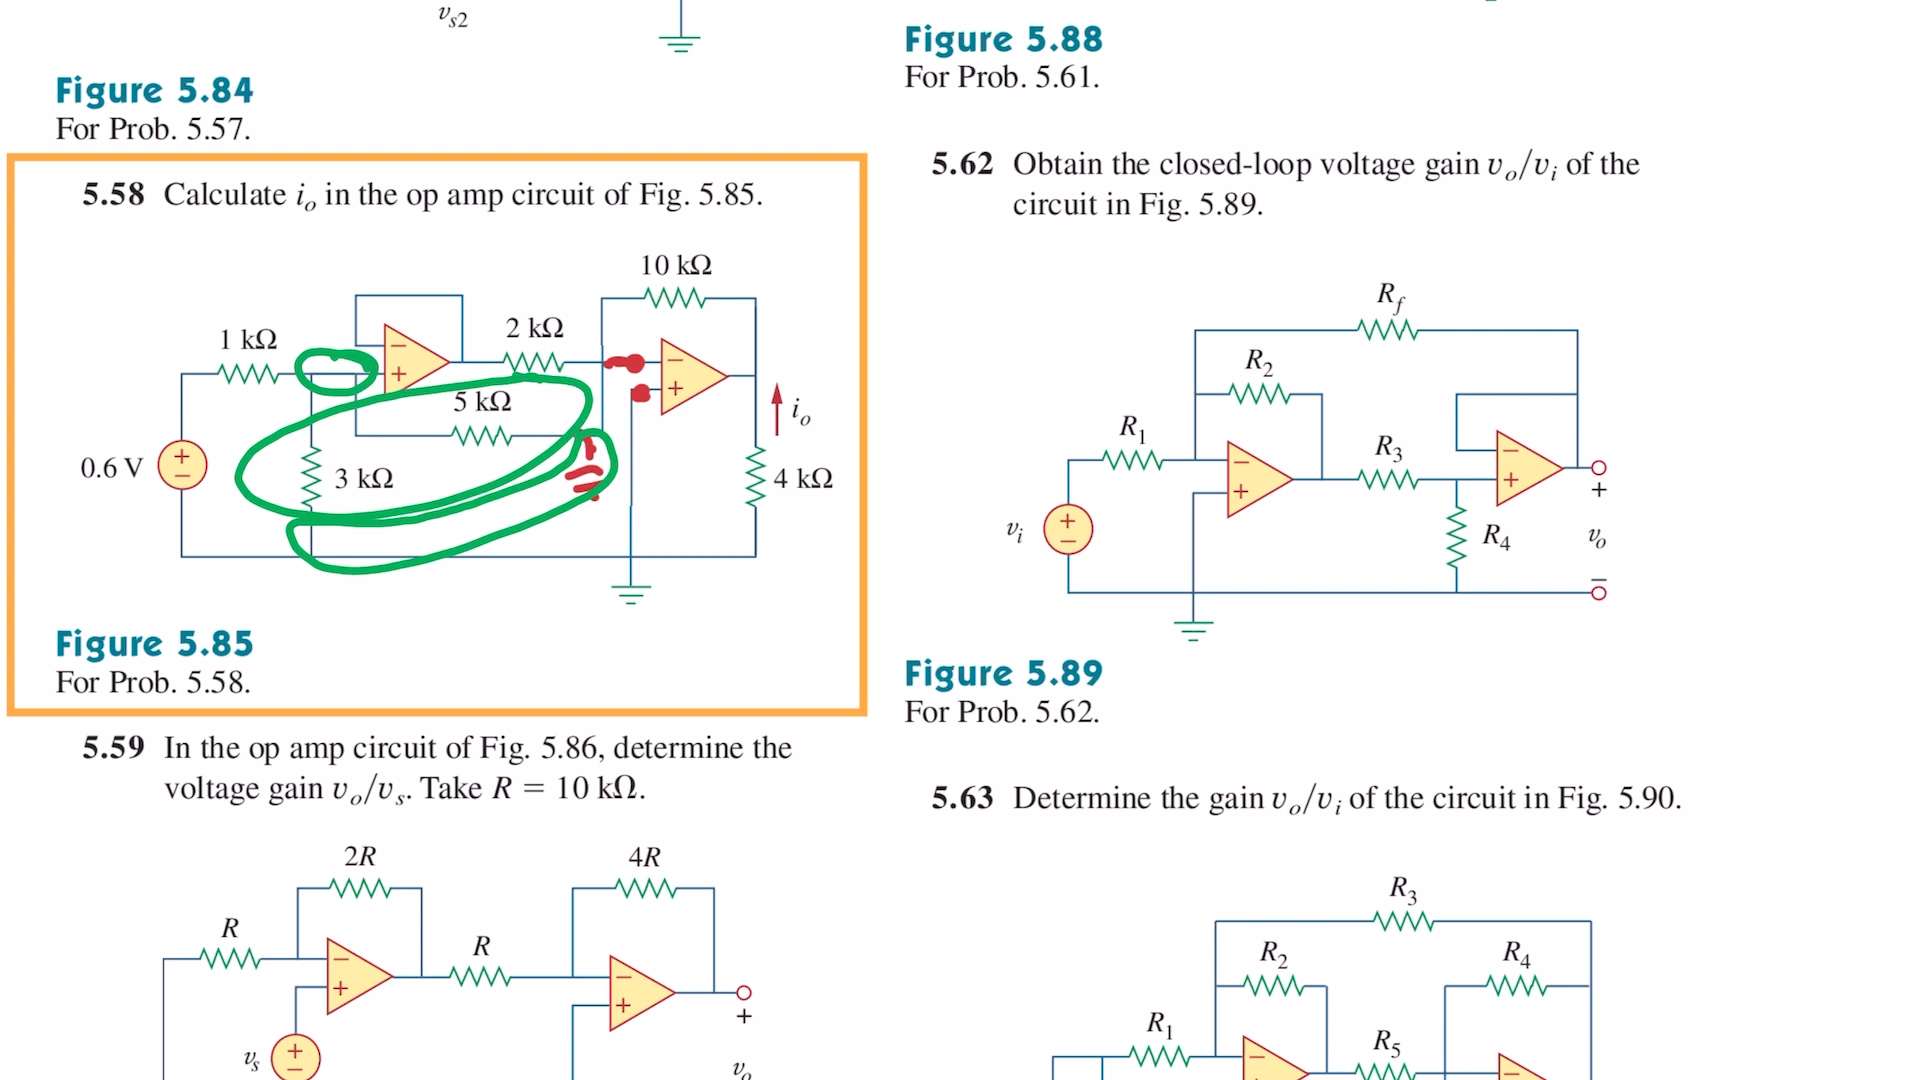 v_s2
Figure 5.84
For Prob. 5.57.
5.58 Calculate i_o in the op amp circuit of Fig. 5.85.
10 kΩ
2 kΩ
1 kΩ
−
+
−
+
5 kΩ
i_o
0.6 V
+
−
3 kΩ
4 kΩ
Figure 5.85
For Prob. 5.58.
5.59 In the op amp circuit of Fig. 5.86, determine the
voltage gain v_o/v_s. Take R = 10 kΩ.
2R
4R
R
R
−
+
−
+
+
v_s
+
−
v_o
Figure 5.88
For Prob. 5.61.
5.62 Obtain the closed-loop voltage gain v_o/v_i of the
circuit in Fig. 5.89.
R_f
R_2
R_1
R_3
−
+
−
+
+
v_i
+
−
R_4
v_o
−
Figure 5.89
For Prob. 5.62.
5.63 Determine the gain v_o/v_i of the circuit in Fig. 5.90.
R_3
R_2
R_4
R_1
R_5
−
−